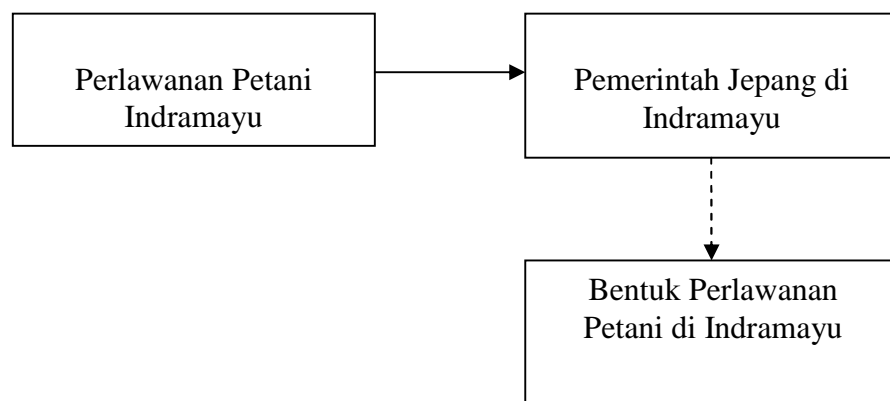 Perlawanan Petani
Indramayu
Pemerintah Jepang di
Indramayu
Bentuk Perlawanan
Petani di Indramayu